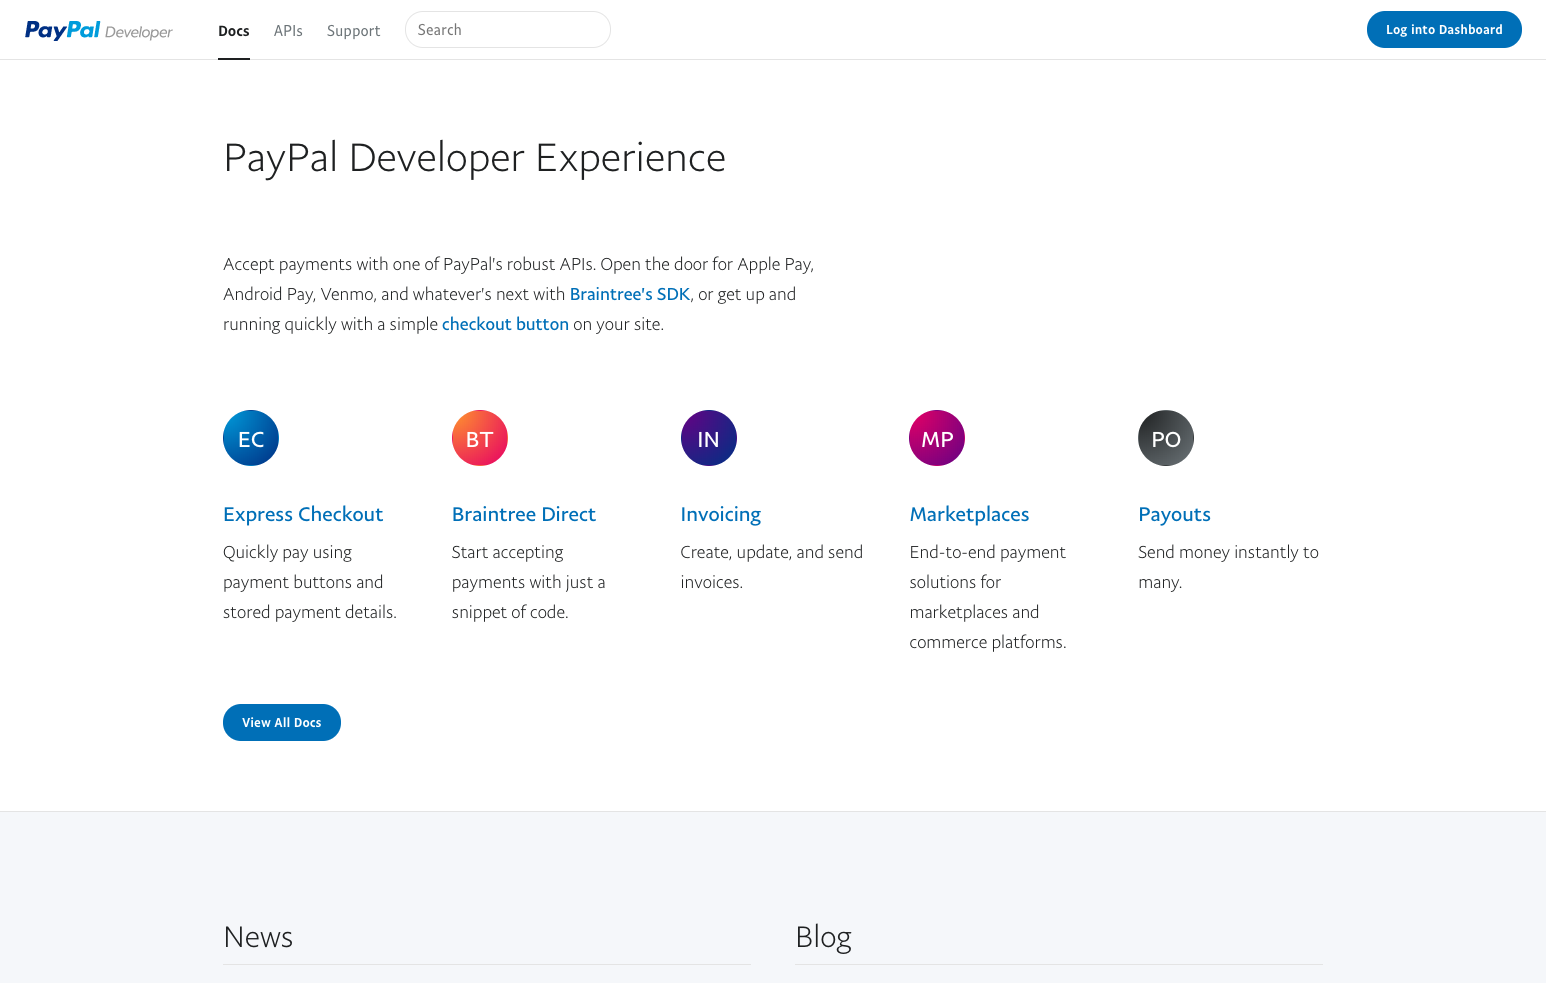 PayPal Developer
Docs
APIs
Support
Search
Log into Dashboard
PayPal Developer Experience
Accept payments with one of PayPal's robust APIs. Open the door for Apple Pay,
Android Pay, Venmo, and whatever's next with Braintree's SDK, or get up and
running quickly with a simple checkout button on your site.
EC
Express Checkout
Quickly pay using
payment buttons and
stored payment details.
BT
Braintree Direct
Start accepting
payments with just a
snippet of code.
IN
Invoicing
Create, update, and send
invoices.
MP
Marketplaces
End-to-end payment
solutions for
marketplaces and
commerce platforms.
PO
Payouts
Send money instantly to
many.
View All Docs
News
Blog